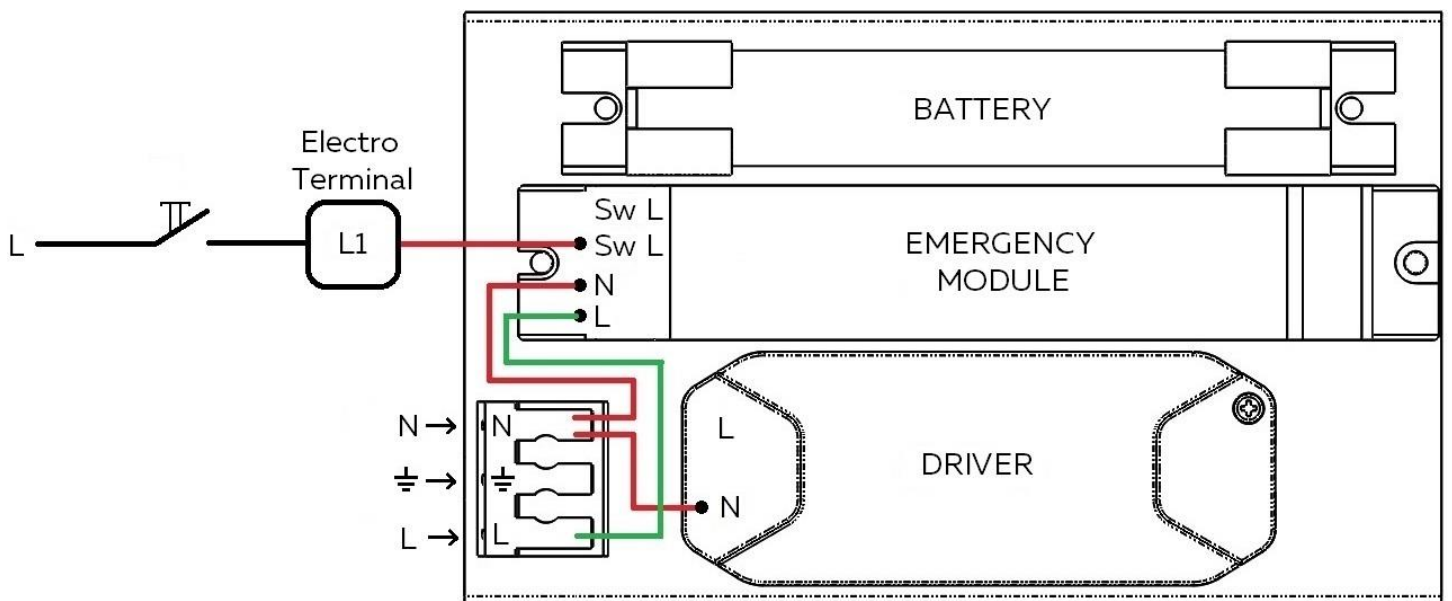 BATTERY
Electro
Terminal
L
L1
Sw L
Sw L
N
L
EMERGENCY
MODULE
N
N
L
L
L
DRIVER
N